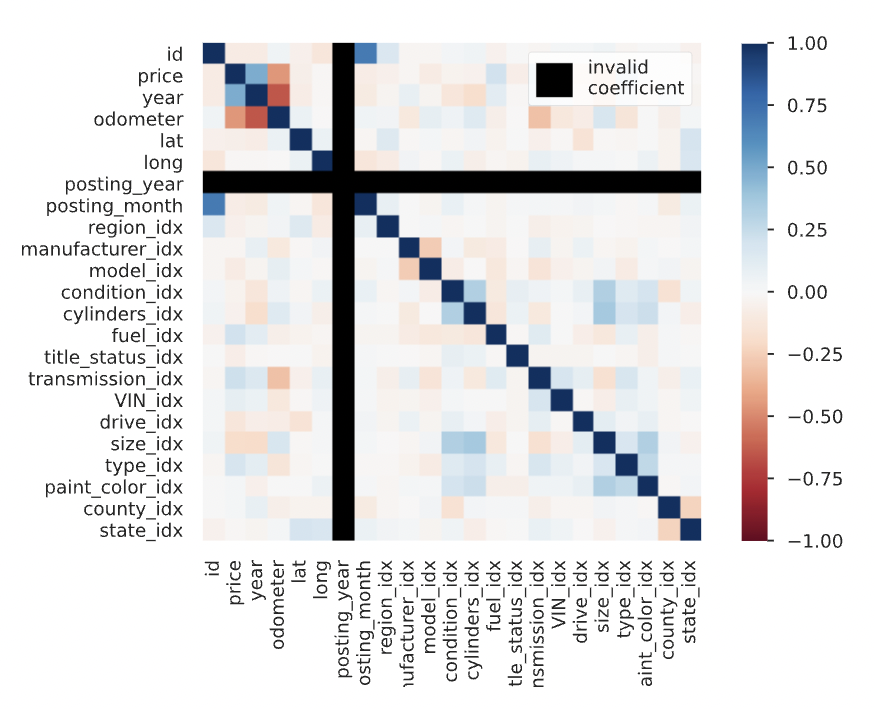 id
price
year
odometer
lat
long
posting_year
posting_month
region_idx
manufacturer_idx
model_idx
condition_idx
cylinders_idx
fuel_idx
title_status_idx
transmission_idx
VIN_idx
drive_idx
size_idx
type_idx
paint_color_idx
county_idx
state_idx
invalid
coefficient
1.00
0.75
0.50
0.25
0.00
−0.25
−0.50
−0.75
−1.00
id
price
year
odometer
lat
long
posting_year
osting_month
region_idx
nufacturer_idx
model_idx
condition_idx
cylinders_idx
fuel_idx
tle_status_idx
nsmission_idx
VIN_idx
drive_idx
size_idx
type_idx
aint_color_idx
county_idx
state_idx